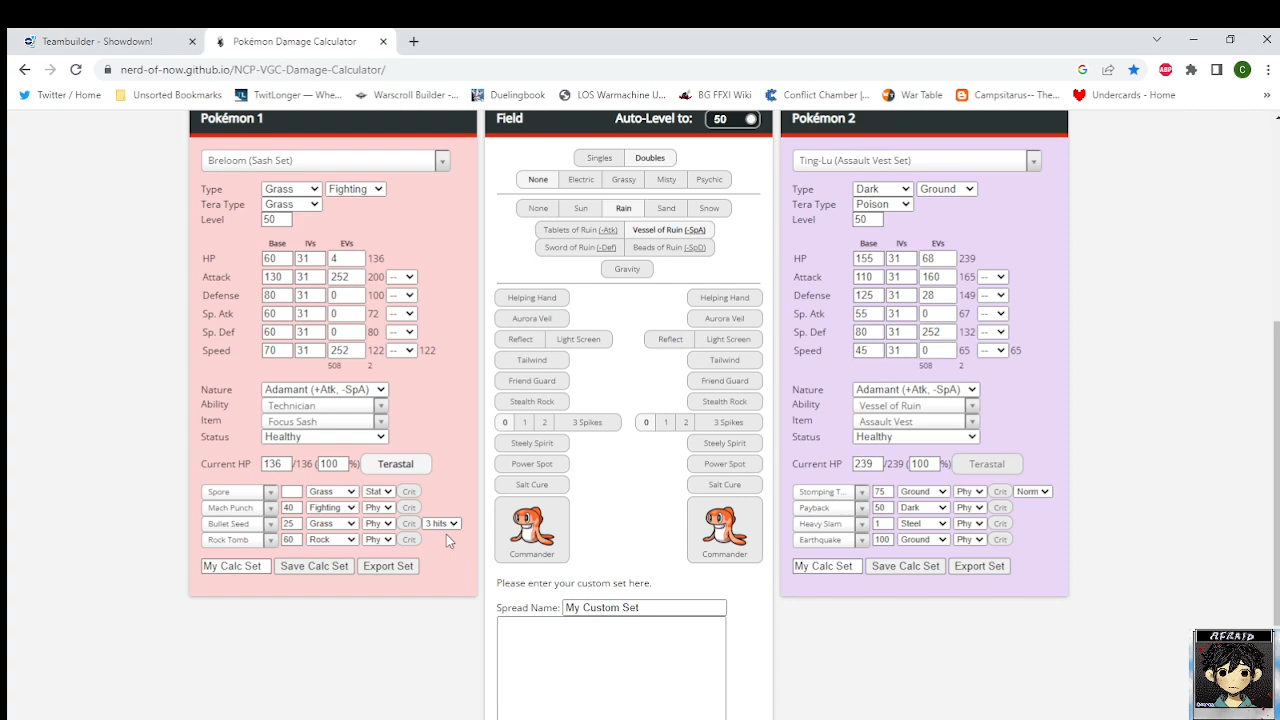 Teambuilder - Showdown!
Pokémon Damage Calculator
nerd-of-now.github.io/NCP-VGC-Damage-Calculator/
ABP
C
Twitter / Home
Unsorted Bookmarks
TwitLonger — Whe...
Warscroll Builder -...
Duelingbook
LOS Warmachine U...
BG FFXI Wiki
Conflict Chamber |...
War Table
Campsitarus-- The...
Undercards - Home
»
Pokémon 1
Breloom (Sash Set)
Type Grass Fighting
Tera Type Grass
Level 50
Base IVs EVs
HP 60 31 4 136
Attack 130 31 252 200 --
Defense 80 31 0 100 --
Sp. Atk 60 31 0 72 --
Sp. Def 60 31 0 80 --
Speed 70 31 252 122 -- 122
508 2
Nature Adamant (+Atk, -SpA)
Ability Technician
Item Focus Sash
Status Healthy
Current HP 136 /136 ( 100 %) Terastal
Spore Grass Stat Crit
Mach Punch 40 Fighting Phy Crit
Bullet Seed 25 Grass Phy Crit 3 hits
Rock Tomb 60 Rock Phy Crit
My Calc Set Save Calc Set Export Set
Field Auto-Level to: 50
Singles Doubles
None Electric Grassy Misty Psychic
None Sun Rain Sand Snow
Tablets of Ruin (-Atk) Vessel of Ruin (-SpA)
Sword of Ruin (-Def) Beads of Ruin (-SpD)
Gravity
Helping Hand Helping Hand
Aurora Veil Aurora Veil
Reflect Light Screen Reflect Light Screen
Tailwind Tailwind
Friend Guard Friend Guard
Stealth Rock Stealth Rock
0 1 2 3 Spikes 0 1 2 3 Spikes
Steely Spirit Steely Spirit
Power Spot Power Spot
Salt Cure Salt Cure
Commander Commander
Please enter your custom set here.
Spread Name: My Custom Set
Pokémon 2
Ting-Lu (Assault Vest Set)
Type Dark Ground
Tera Type Poison
Level 50
Base IVs EVs
HP 155 31 68 239
Attack 110 31 160 165 --
Defense 125 31 28 149 --
Sp. Atk 55 31 0 67 --
Sp. Def 80 31 252 132 --
Speed 45 31 0 65 -- 65
508 2
Nature Adamant (+Atk, -SpA)
Ability Vessel of Ruin
Item Assault Vest
Status Healthy
Current HP 239 /239 ( 100 %) Terastal
Stomping T... 75 Ground Phy Crit Norm
Payback 50 Dark Phy Crit
Heavy Slam 1 Steel Phy Crit
Earthquake 100 Ground Phy Crit
My Calc Set Save Calc Set Export Set
AFRAID